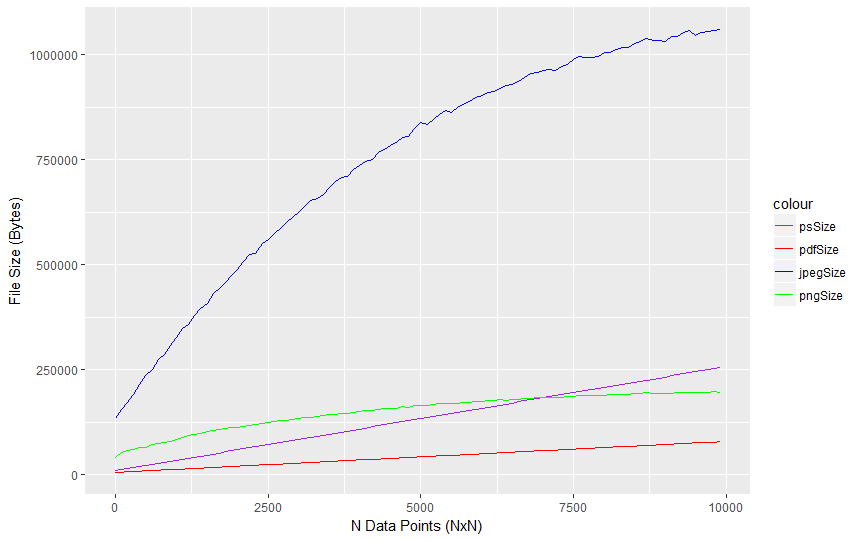 File Size (Bytes)
1000000
750000
500000
250000
0
0 2500 5000 7500 10000
N Data Points (NxN)
colour
psSize
pdfSize
jpegSize
pngSize